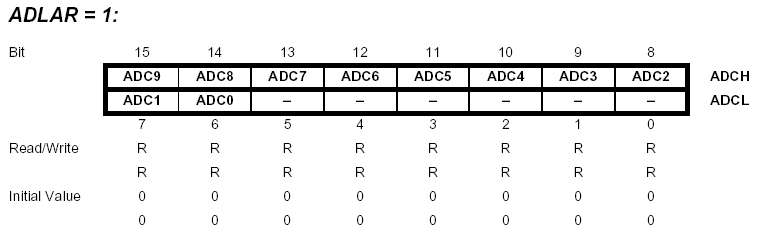 ADLAR = 1:
Bit 15 14 13 12 11 10 9 8
ADC9 ADC8 ADC7 ADC6 ADC5 ADC4 ADC3 ADC2 ADCH
ADC1 ADC0 – – – – – – ADCL
7 6 5 4 3 2 1 0
Read/Write R R R R R R R R
R R R R R R R R
Initial Value 0 0 0 0 0 0 0 0
0 0 0 0 0 0 0 0